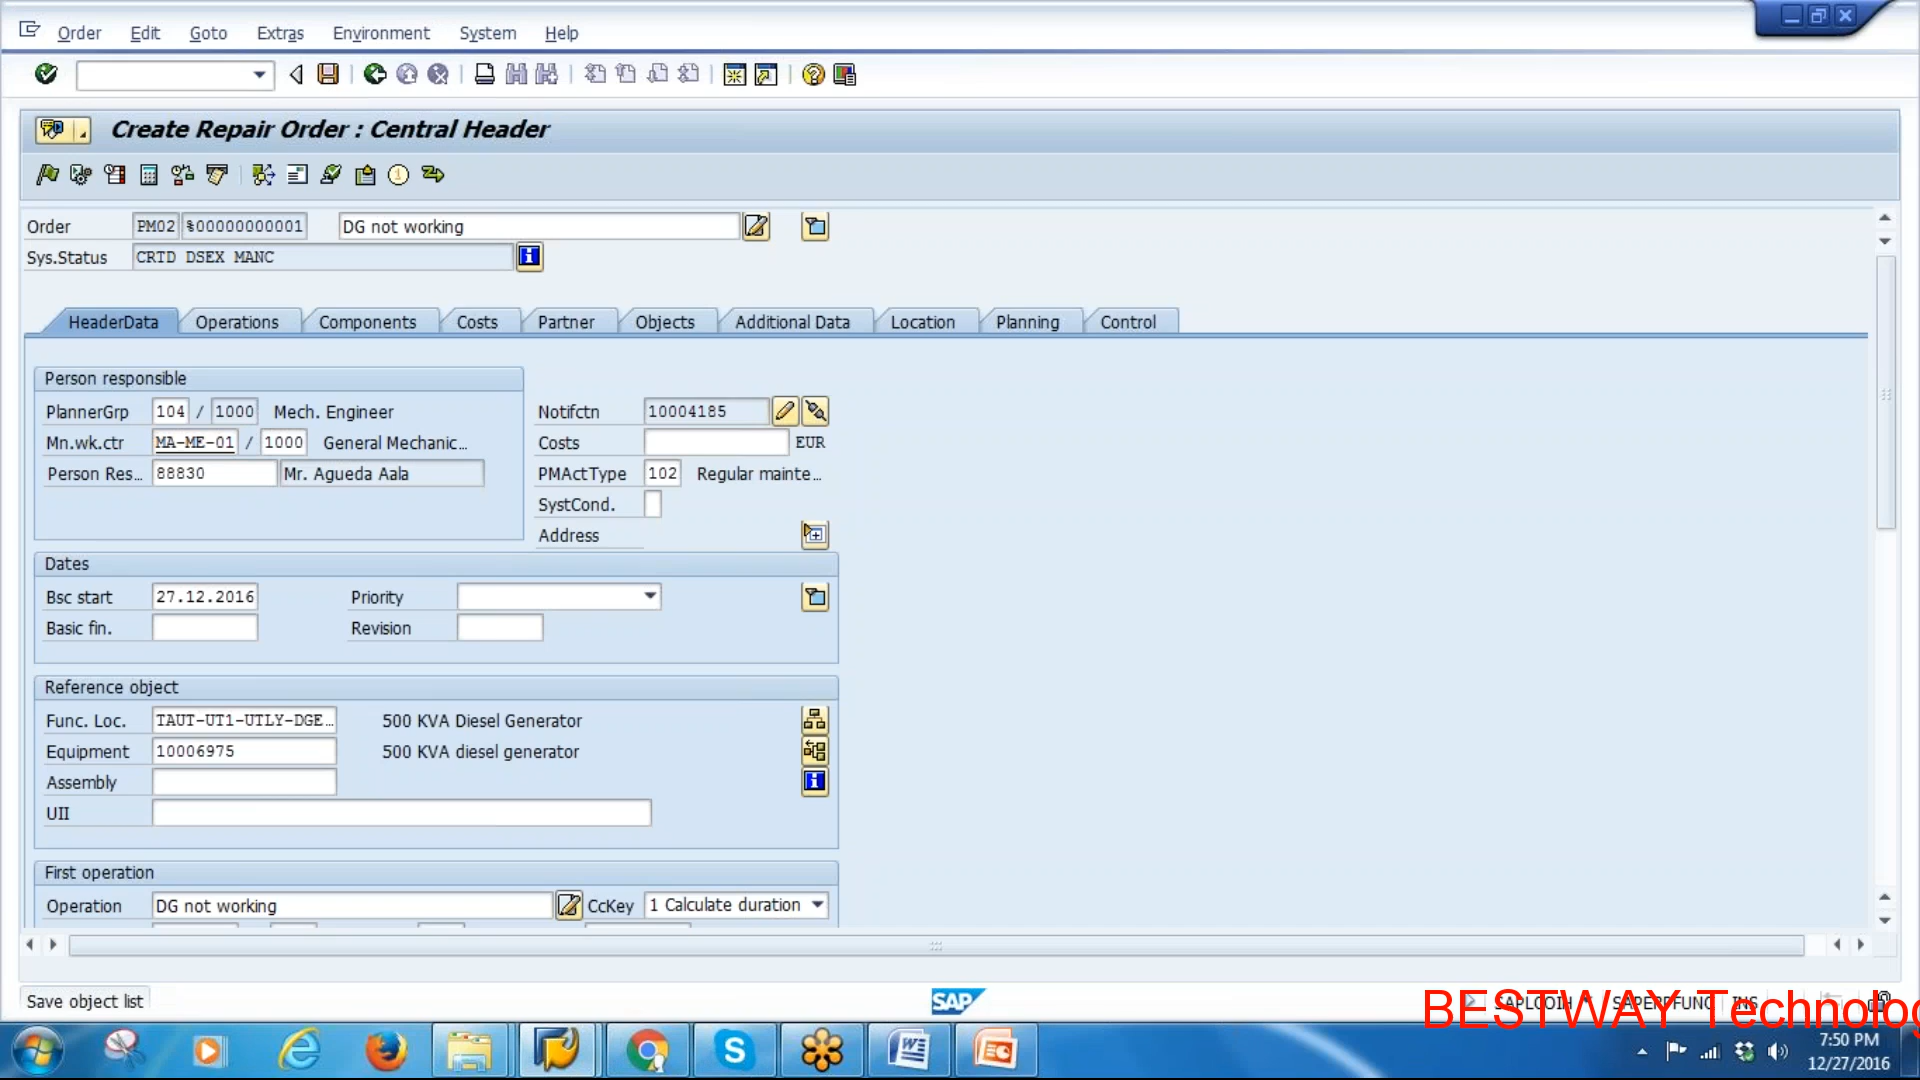 Order Edit Goto Extras Environment System Help
Create Repair Order : Central Header
Order PM02 %00000000001 DG not working
Sys.Status CRTD DSEX MANC
HeaderData Operations Components Costs Partner Objects Additional Data Location Planning Control
Person responsible
PlannerGrp 104 / 1000 Mech. Engineer Notifctn 10004185
Mn.wk.ctr MA-ME-01 / 1000 General Mechanic... Costs EUR
Person Res... 88830 Mr. Agueda Aala PMActType 102 Regular mainte...
SystCond.
Address
Dates
Bsc start 27.12.2016 Priority
Basic fin. Revision
Reference object
Func. Loc. TAUT-UT1-UTLY-DGE... 500 KVA Diesel Generator
Equipment 10006975 500 KVA diesel generator
Assembly
UII
First operation
Operation DG not working CcKey 1 Calculate duration
Save object list SAP SAPLCOIH SAPERPFUNC INS
BESTWAY Technolog
7:50 PM
12/27/2016